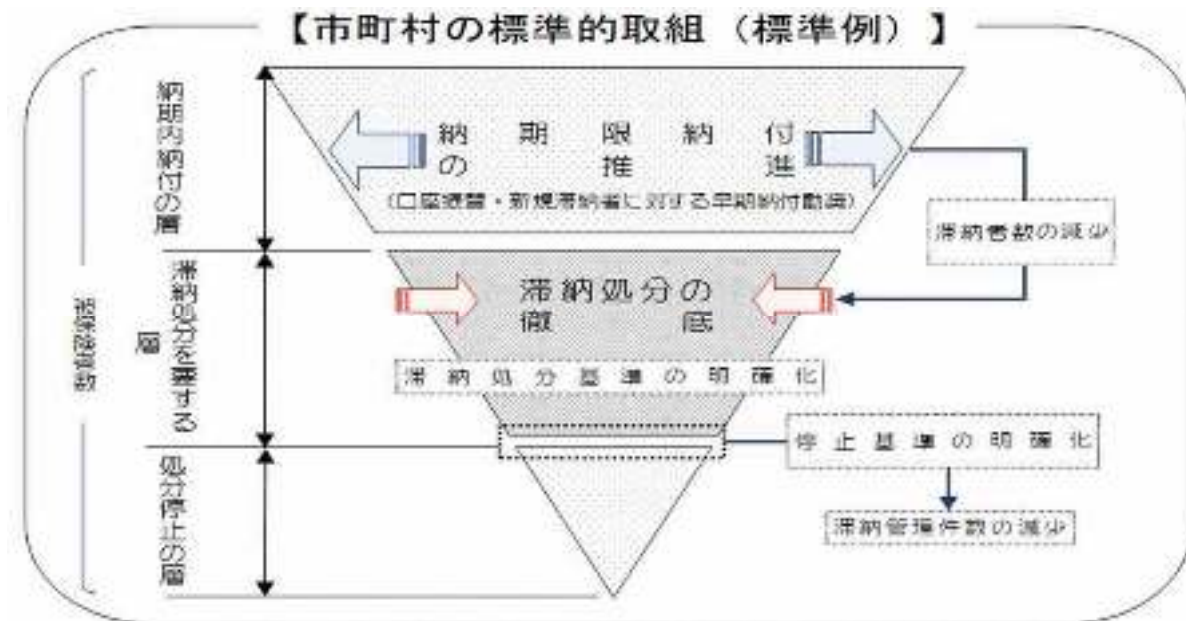 【市町村の標準的取組（標準例）】
納期内納付の層
納期限納付
の推進
（口座振替・新規滞納者に対する早期納付勧奨）
滞納者数の減少
滞納処分を要する
層
滞納処分の
徹底
滞納処分基準の明確化
停止基準の明確化
処分停止の層
滞納管理件数の減少